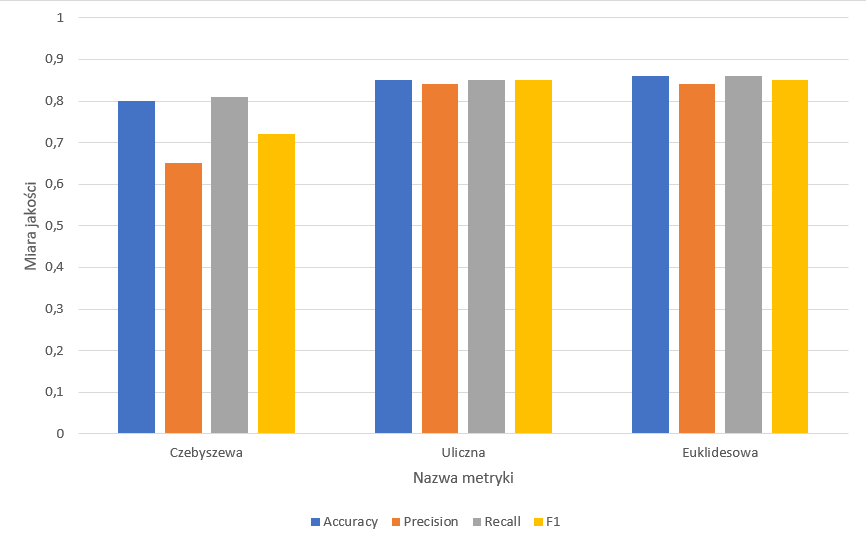 1
0,9
0,8
0,7
0,6
0,5
0,4
0,3
0,2
0,1
0
Miara jakości
Czebyszewa Uliczna Euklidesowa
Nazwa metryki
Accuracy Precision Recall F1